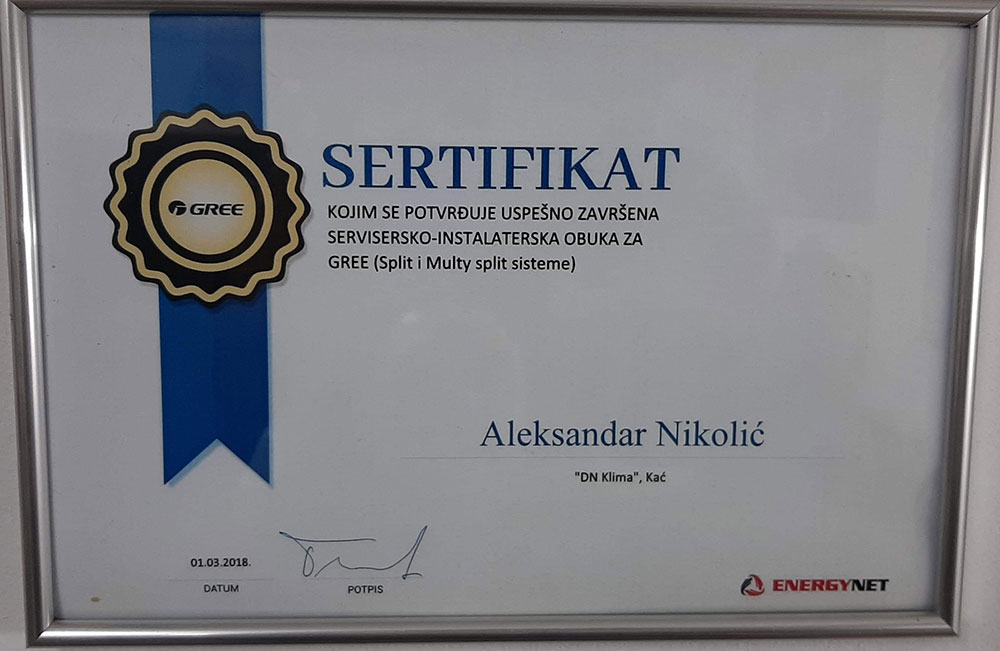 GREE
SERTIFIKAT
KOJIM SE POTVRĐUJE USPEŠNO ZAVRŠENA
SERVISERSKO-INSTALATERSKA OBUKA ZA
GREE (Split i Multy split sisteme)
Aleksandar Nikolić
"DN Klima", Kać
01.03.2018.
DATUM
POTPIS
ENERGYNET